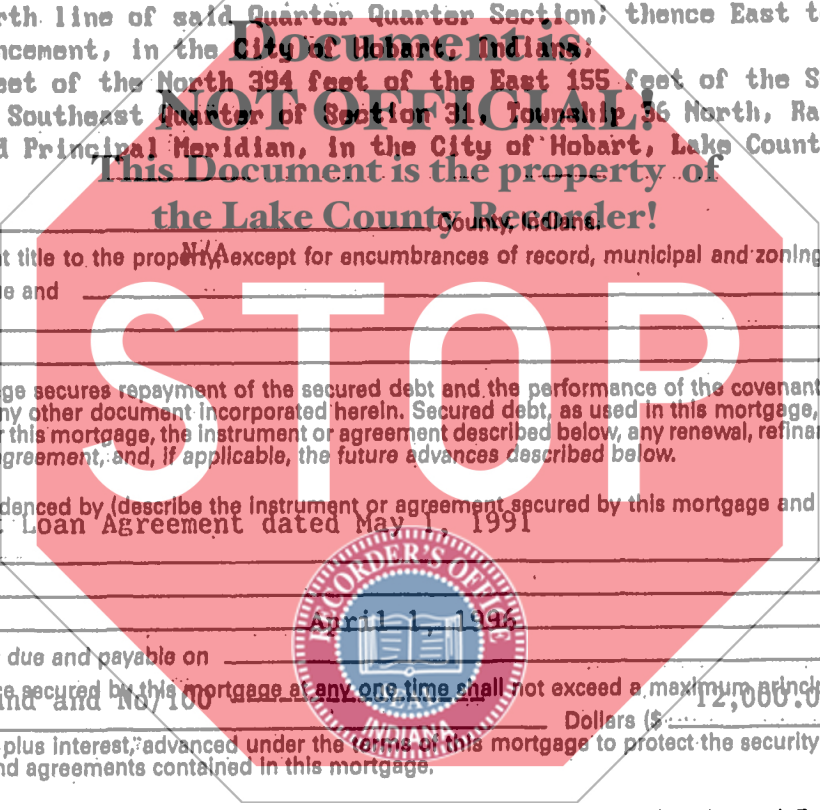 rth line of said Quarter Quarter Section; thence East t
ncement, in the City of Hobart, Indiana;
Document is
eet of the North 394 feet of the East 155 feet of the S
NOT OFFICIAL!
Southeast Quarter of Section 31, Township 36 North, Ra
d Principal Meridian, in the City of Hobart, Lake Count
This Document is the property of
the Lake County Recorder!
County, Indiana.
N/A
t title to the property, except for encumbrances of record, municipal and zoning
e and
STOP
ge secures repayment of the secured debt and the performance of the covenant
ny other document incorporated herein. Secured debt, as used in this mortgage,
r this mortgage, the instrument or agreement described below, any renewal, refinan
greement, and, if applicable, the future advances described below.
denced by (describe the instrument or agreement secured by this mortgage and
t Loan Agreement dated May 1, 1991
RECORDER'S OFFICE
April 1, 1996
due and payable on
e secured by this mortgage at any one time shall not exceed a maximum princi
nd and No/100
12,000.0
INDIANA
Dollars ($
plus interest, advanced under the terms of this mortgage to protect the security
nd agreements contained in this mortgage.